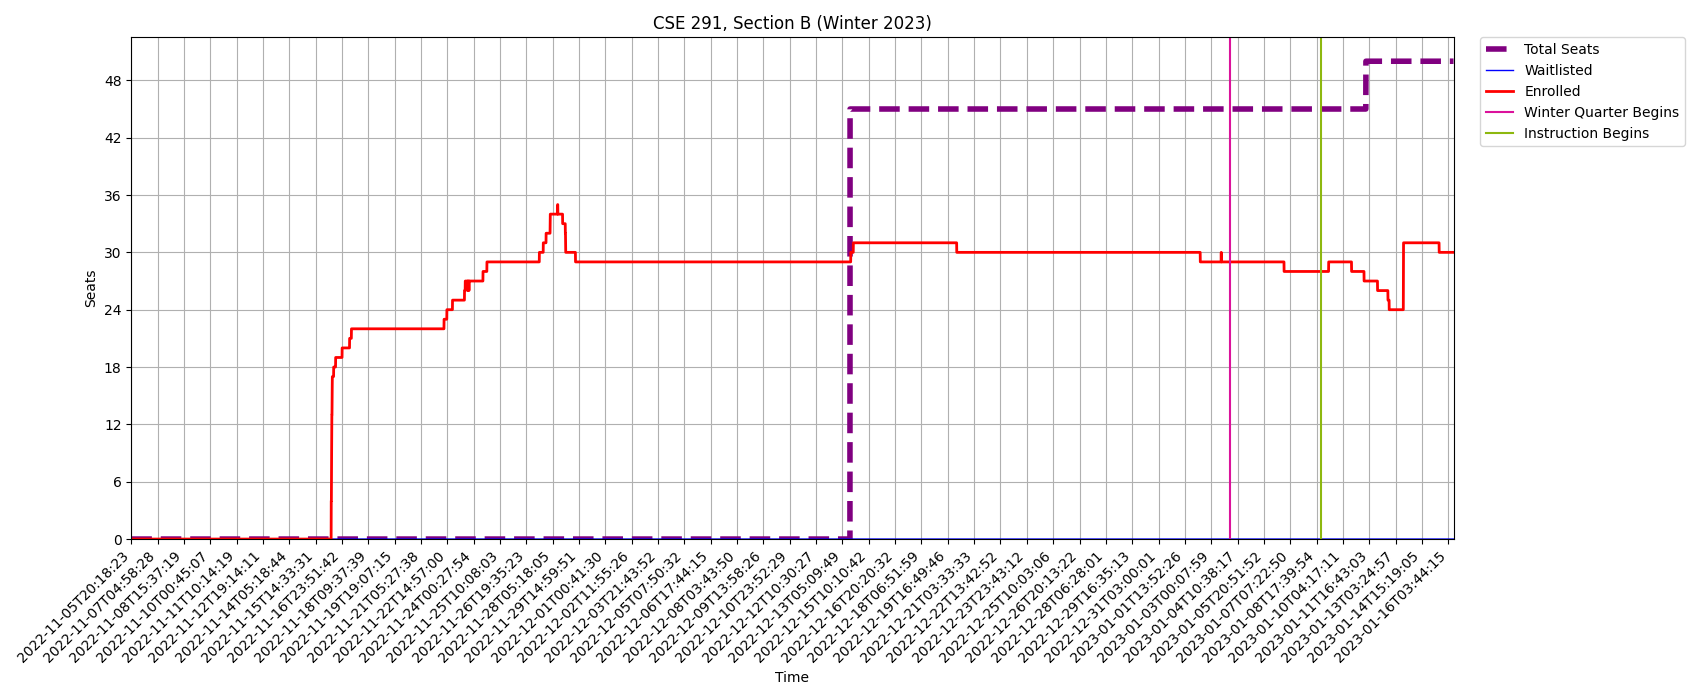 CSE 291, Section B (Winter 2023)
Total Seats
Waitlisted
Enrolled
Winter Quarter Begins
Instruction Begins
Seats
48
42
36
30
24
18
12
6
0
2022-11-05T20:18:23
2022-11-07T04:58:28
2022-11-08T15:37:19
2022-11-10T00:45:07
2022-11-11T10:14:19
2022-11-12T19:14:11
2022-11-14T05:18:44
2022-11-15T14:33:31
2022-11-16T23:51:42
2022-11-18T09:37:39
2022-11-19T19:07:15
2022-11-21T05:27:38
2022-11-22T14:57:00
2022-11-24T00:27:54
2022-11-25T10:08:03
2022-11-26T19:35:23
2022-11-28T05:18:05
2022-11-29T14:59:51
2022-12-01T00:41:30
2022-12-02T11:55:26
2022-12-03T21:43:52
2022-12-05T07:50:32
2022-12-06T17:44:15
2022-12-08T03:43:50
2022-12-09T13:58:26
2022-12-10T23:52:29
2022-12-12T10:30:27
2022-12-13T05:09:49
2022-12-15T10:10:42
2022-12-16T20:20:32
2022-12-18T06:51:59
2022-12-19T16:49:46
2022-12-21T03:33:33
2022-12-22T13:42:52
2022-12-23T23:43:12
2022-12-25T10:03:06
2022-12-26T20:13:22
2022-12-28T06:28:01
2022-12-29T16:35:13
2022-12-31T03:00:01
2023-01-01T13:52:26
2023-01-03T00:07:59
2023-01-04T10:38:17
2023-01-05T20:51:52
2023-01-07T07:22:50
2023-01-08T17:39:54
2023-01-10T04:17:11
2023-01-11T16:43:03
2023-01-13T03:24:57
2023-01-14T15:19:05
2023-01-16T03:44:15
Time